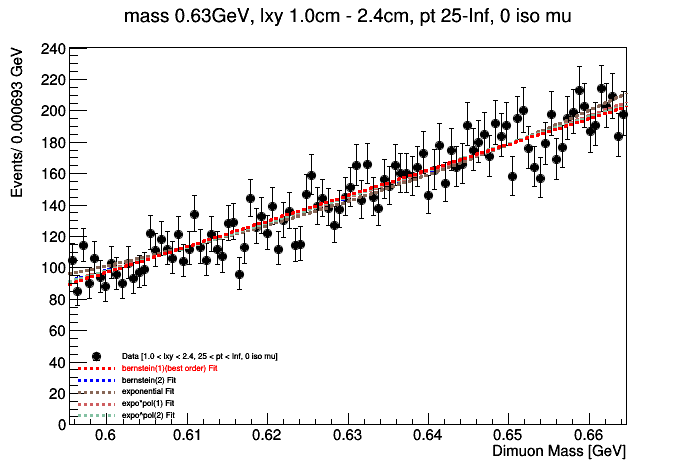 mass 0.63GeV, lxy 1.0cm - 2.4cm, pt 25-Inf, 0 iso mu
Events/ 0.000693 GeV
240
220
200
180
160
140
120
100
80
60
40
20
0
Data [1.0 < lxy < 2.4, 25 < pt < Inf, 0 iso mu]
bernstein(1)(best order) Fit
bernstein(2) Fit
exponential Fit
expo*pol(1) Fit
expo*pol(2) Fit
0.6 0.61 0.62 0.63 0.64 0.65 0.66
Dimuon Mass [GeV]